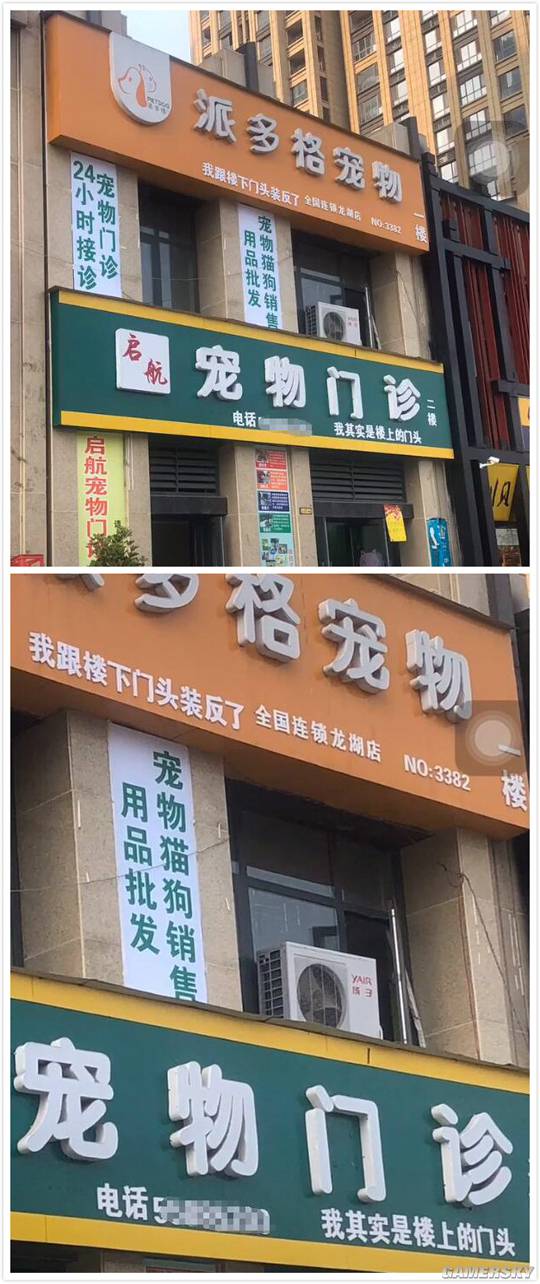 PETDOG
派多格
派多格宠物
我跟楼下门头装反了 全国连锁龙湖店 NO:3382
一楼
宠物门诊
24小时接诊
宠物猫狗销售
用品批发
启航
宠物门诊
二楼
电话
我其实是楼上的门头
启航宠物门诊
多格宠物
我跟楼下门头装反了 全国连锁龙湖店 NO:3382
一楼
宠物猫狗销售
用品批发
YAIR
宠物门诊
电话
我其实是楼上的门头
GAMERSKY